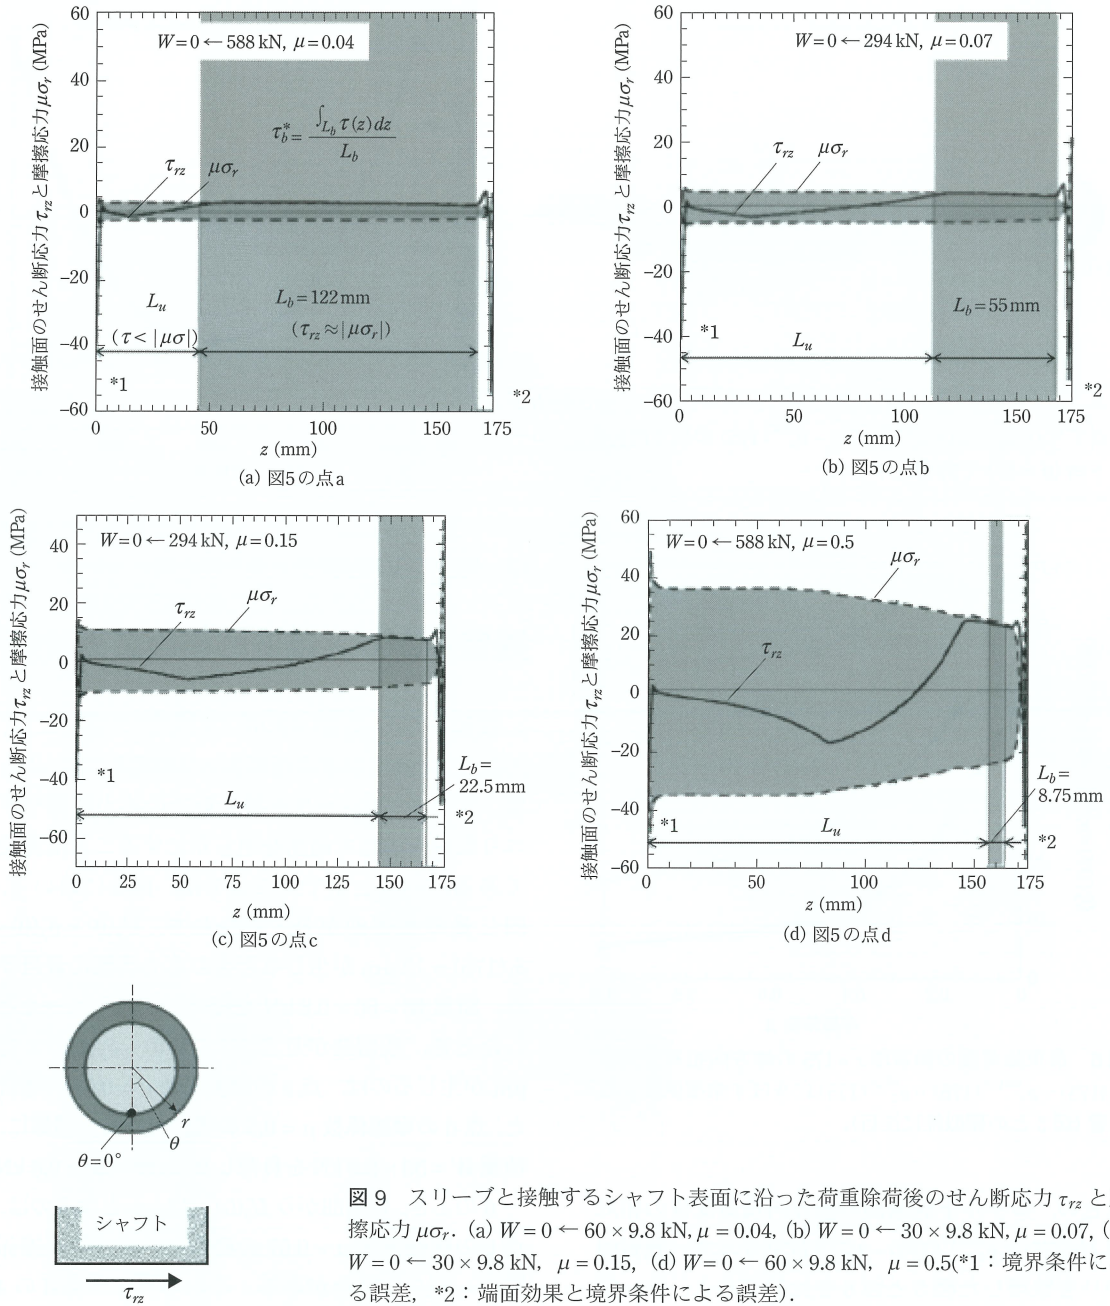 接触面のせん断応力τrzと摩擦応力μσr (MPa)
60
40
20
0
−20
−40
−60
W=0 ← 588 kN, μ=0.04
τb* = ∫Lb τ(z)dz / Lb
τrz
μσr
Lu
(τ< |μσ|)
Lb=122 mm
(τrz≈|μσr|)
*1
*2
0 50 100 150 175
z (mm)
(a) 図5の点a
接触面のせん断応力τrzと摩擦応力μσr (MPa)
60
40
20
0
−20
−40
−60
W=0 ← 294 kN, μ=0.07
τrz
μσr
Lb=55 mm
*1
Lu
*2
0 50 100 150 175
z (mm)
(b) 図5の点b
接触面のせん断応力τrzと摩擦応力μσr (MPa)
40
20
0
−20
−40
−60
W=0 ← 294 kN, μ=0.15
τrz
μσr
*1
Lu
Lb=
22.5 mm
*2
0 25 50 75 100 125 150 175
z (mm)
(c) 図5の点c
接触面のせん断応力τrzと摩擦応力μσr (MPa)
60
40
20
0
−20
−40
−60
W=0 ← 588 kN, μ=0.5
μσr
τrz
*1
Lu
Lb=
8.75 mm
*2
0 50 100 150 175
z (mm)
(d) 図5の点d
r
θ
θ=0°
シャフト
τrz
図9 スリーブと接触するシャフト表面に沿った荷重除荷後のせん断応力 τrz と
擦応力 μσr. (a) W=0 ← 60 × 9.8 kN, μ = 0.04, (b) W=0 ← 30 × 9.8 kN, μ = 0.07, (
W=0 ← 30 × 9.8 kN, μ = 0.15, (d) W=0 ← 60 × 9.8 kN, μ = 0.5(*1：境界条件に
る誤差, *2：端面効果と境界条件による誤差).